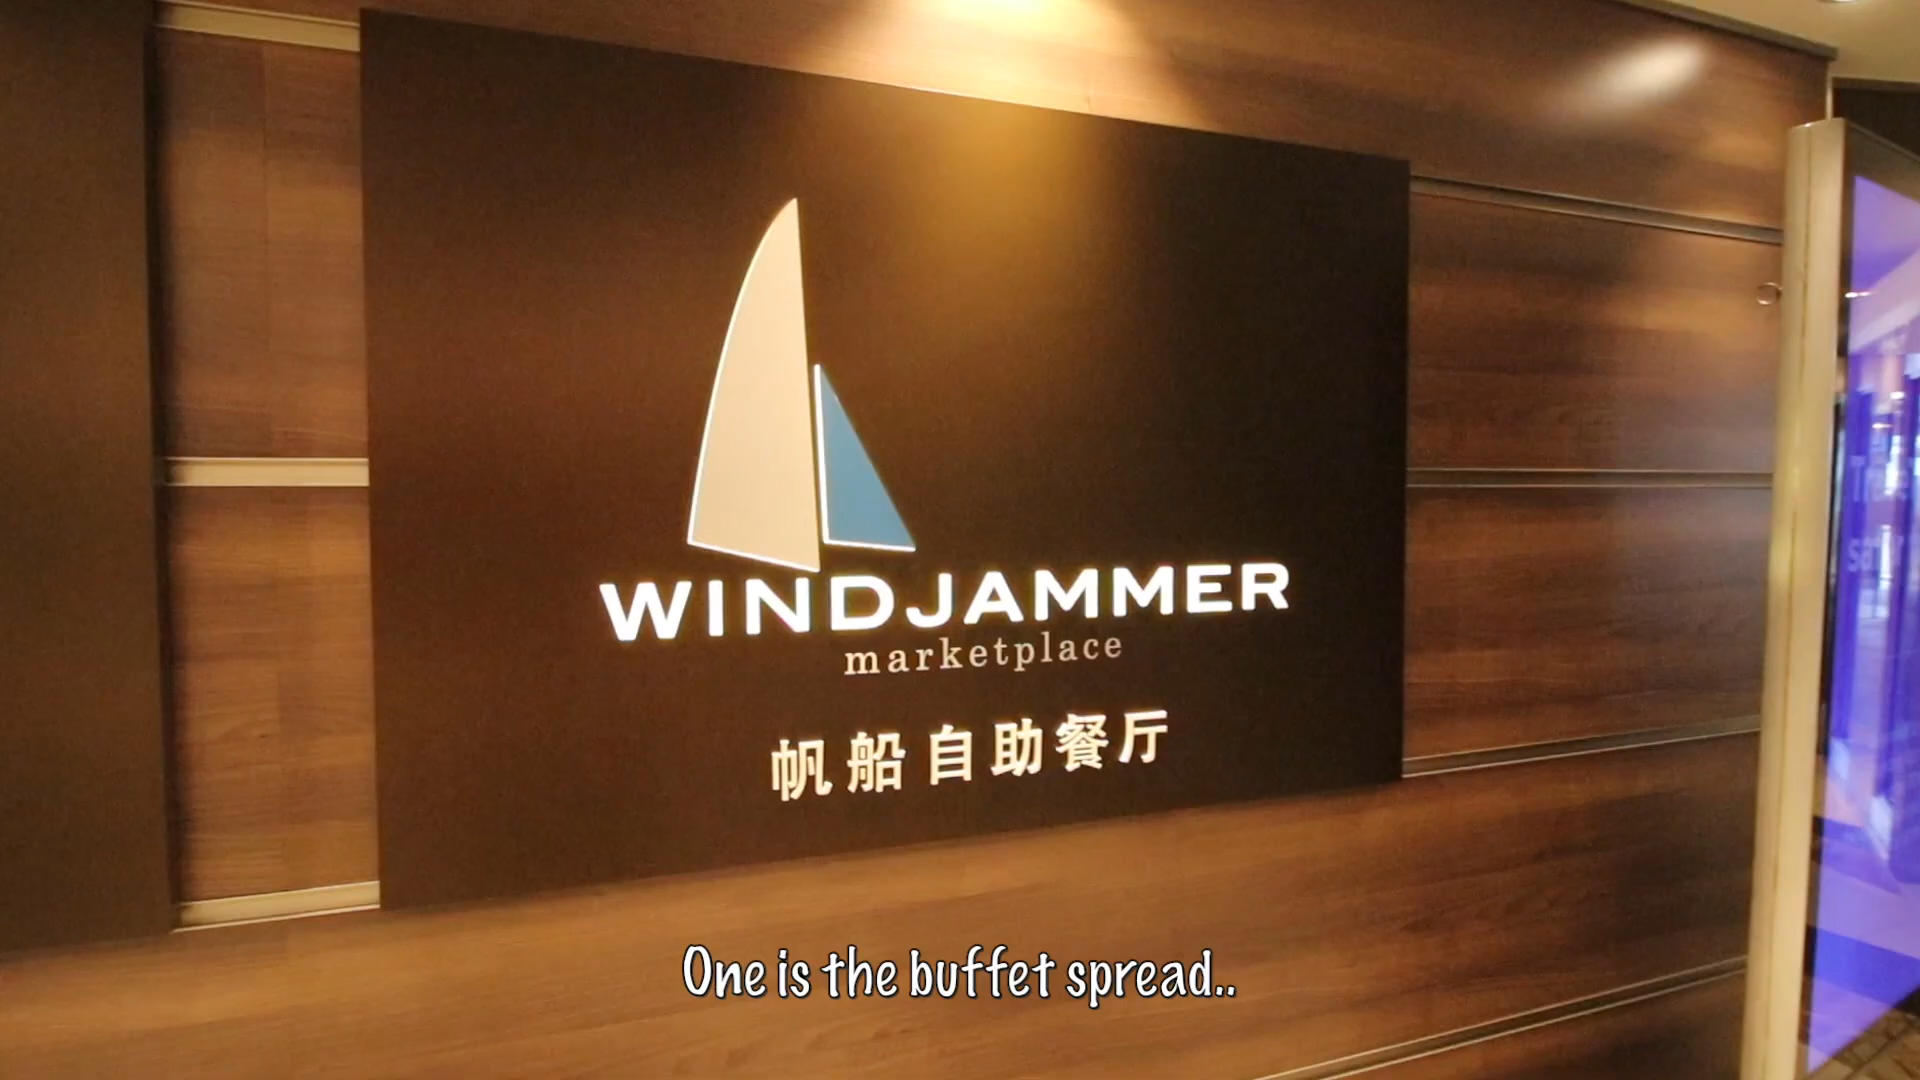 WINDJAMMER
marketplace
帆船自助餐厅
One is the buffet spread..